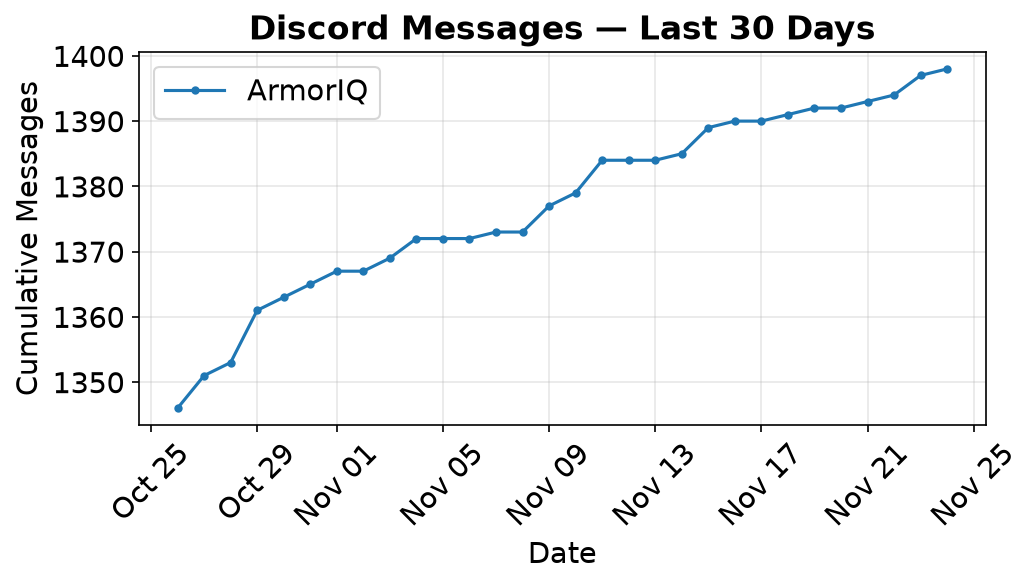 Discord Messages — Last 30 Days
ArmorIQ
Cumulative Messages
1400
1390
1380
1370
1360
1350
Oct 25
Oct 29
Nov 01
Nov 05
Nov 09
Nov 13
Nov 17
Nov 21
Nov 25
Date